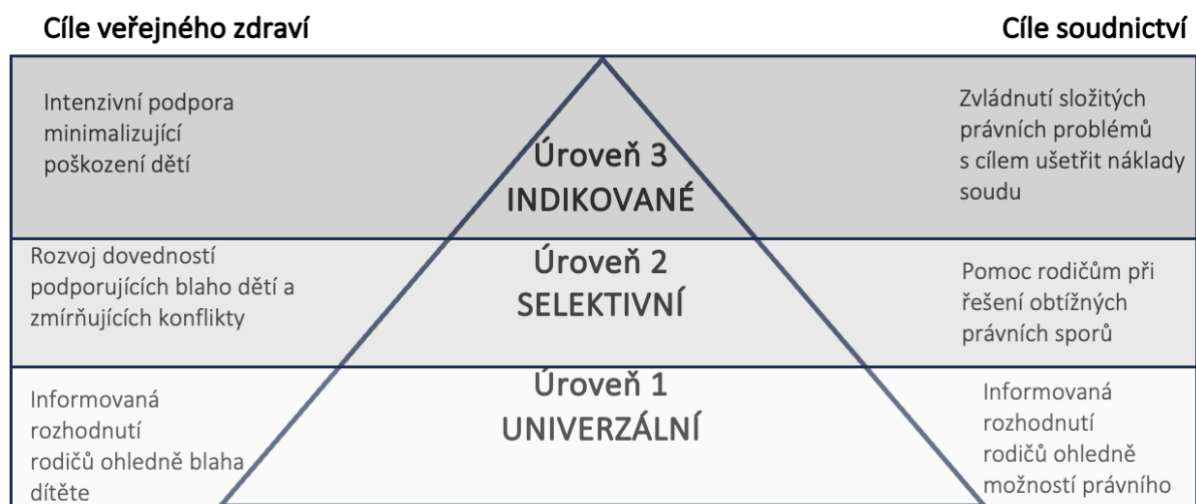 Cíle veřejného zdraví
Cíle soudnictví
Intenzivní podpora
minimalizující
poškození dětí
Úroveň 3
INDIKOVANÉ
Zvládnutí složitých
právních problémů
s cílem ušetřit náklady
soudu
Rozvoj dovedností
podporujících blaho dětí a
zmírňujících konflikty
Úroveň 2
SELEKTIVNÍ
Pomoc rodičům při
řešení obtížných
právních sporů
Informovaná
rozhodnutí
rodičů ohledně blaha
dítěte
Úroveň 1
UNIVERZÁLNÍ
Informovaná
rozhodnutí
rodičů ohledně
možností právního